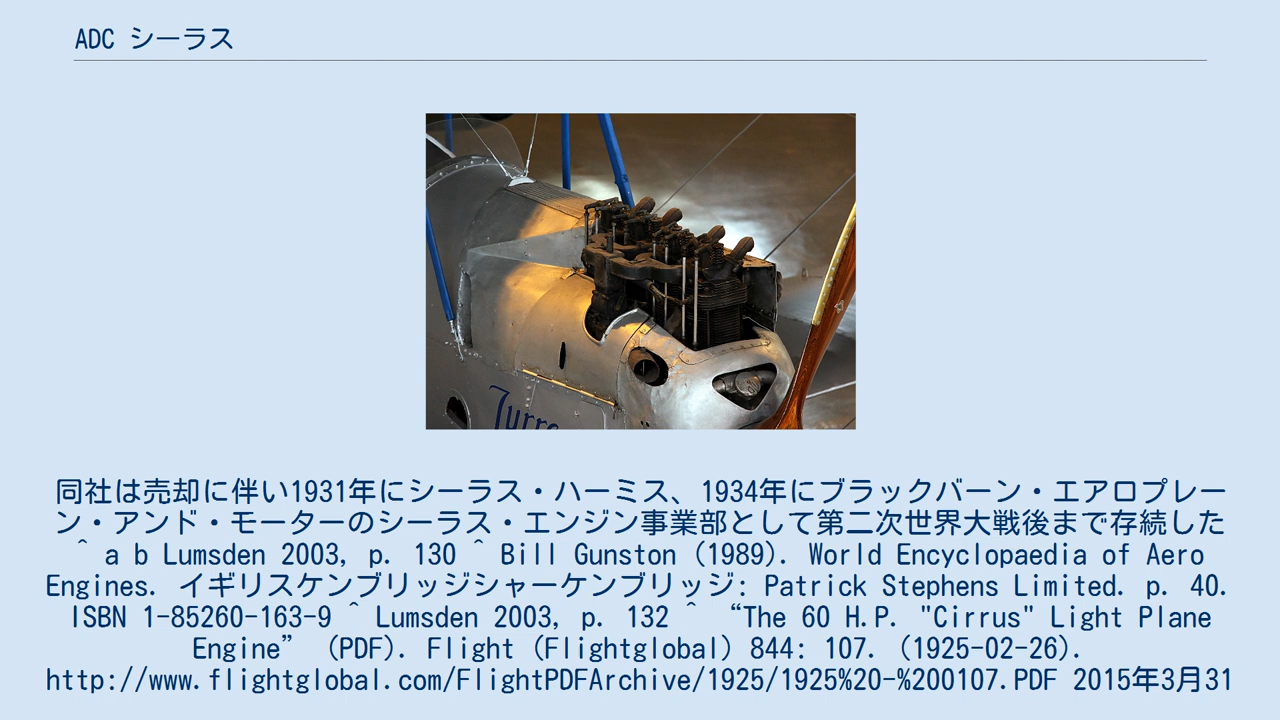 ADC シーラス
Turre
同社は売却に伴い1931年にシーラス・ハーミス、1934年にブラックバーン・エアロプレー
ン・アンド・モーターのシーラス・エンジン事業部として第二次世界大戦後まで存続した
^ a b Lumsden 2003, p. 130 ^ Bill Gunston (1989). World Encyclopaedia of Aero
Engines. イギリスケンブリッジシャーケンブリッジ: Patrick Stephens Limited. p. 40.
ISBN 1-85260-163-9 ^ Lumsden 2003, p. 132 ^ “The 60 H.P. "Cirrus" Light Plane
Engine” (PDF). Flight (Flightglobal) 844: 107. (1925-02-26).
http://www.flightglobal.com/FlightPDFArchive/1925/1925%20-%200107.PDF 2015年3月31